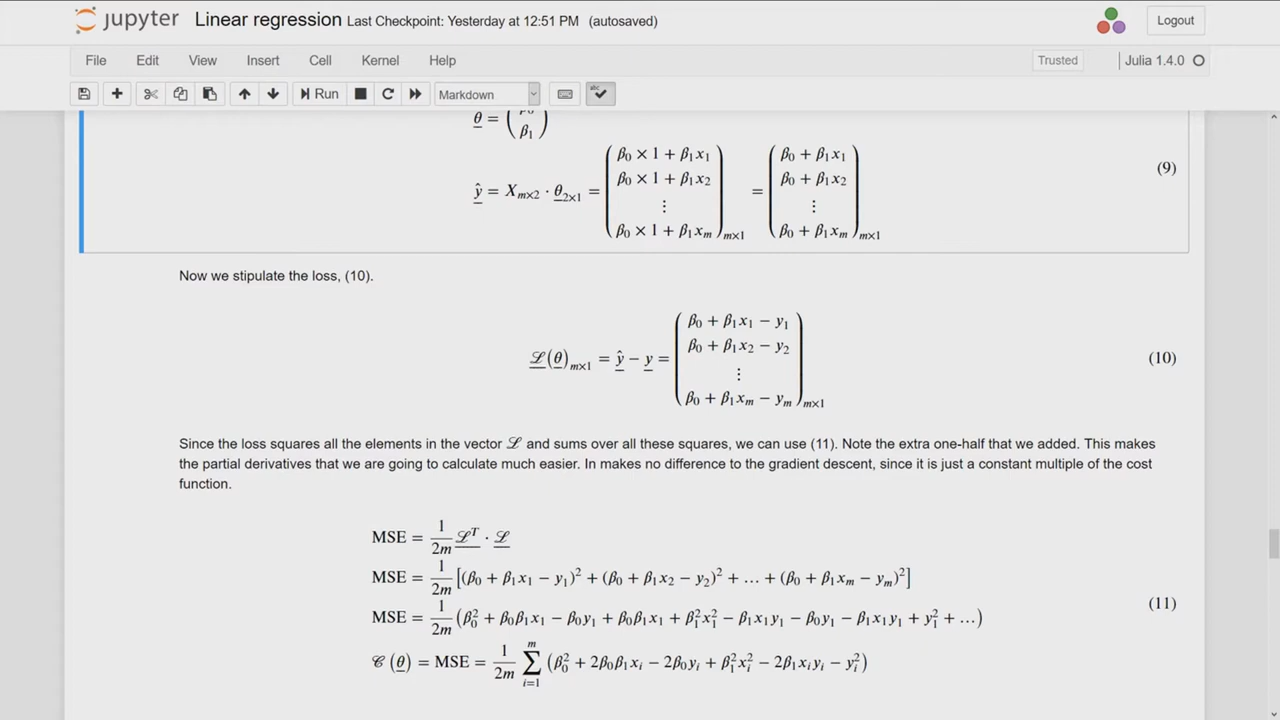 jupyter Linear regression Last Checkpoint: Yesterday at 12:51 PM (autosaved) Logout
File Edit View Insert Cell Kernel Help Trusted Julia 1.4.0
Run Markdown abc
θ = ( β₀ β₁ )
ŷ = X_{m×2} · θ_{2×1} = ( β₀ × 1 + β₁x₁ β₀ × 1 + β₁x₂ ⋮ β₀ × 1 + β₁x_m )_{m×1} = ( β₀ + β₁x₁ β₀ + β₁x₂ ⋮ β₀ + β₁x_m )_{m×1} (9)
Now we stipulate the loss, (10).
ℒ(θ)_{m×1} = ŷ − y = ( β₀ + β₁x₁ − y₁ β₀ + β₁x₂ − y₂ ⋮ β₀ + β₁x_m − y_m )_{m×1} (10)
Since the loss squares all the elements in the vector ℒ and sums over all these squares, we can use (11). Note the extra one-half that we added. This makes
the partial derivatives that we are going to calculate much easier. In makes no difference to the gradient descent, since it is just a constant multiple of the cost
function.
MSE = 1/2m ℒᵀ · ℒ
MSE = 1/2m [(β₀ + β₁x₁ − y₁)² + (β₀ + β₁x₂ − y₂)² + … + (β₀ + β₁x_m − y_m)²]
MSE = 1/2m (β₀² + β₀β₁x₁ − β₀y₁ + β₀β₁x₁ + β₁²x₁² − β₁x₁y₁ − β₀y₁ − β₁x₁y₁ + y₁² + …) (11)
𝒞 (θ) = MSE = 1/2m ∑_{i=1}^{m} (β₀² + 2β₀β₁x_i − 2β₀y_i + β₁²x_i² − 2β₁x_iy_i − y_i²)